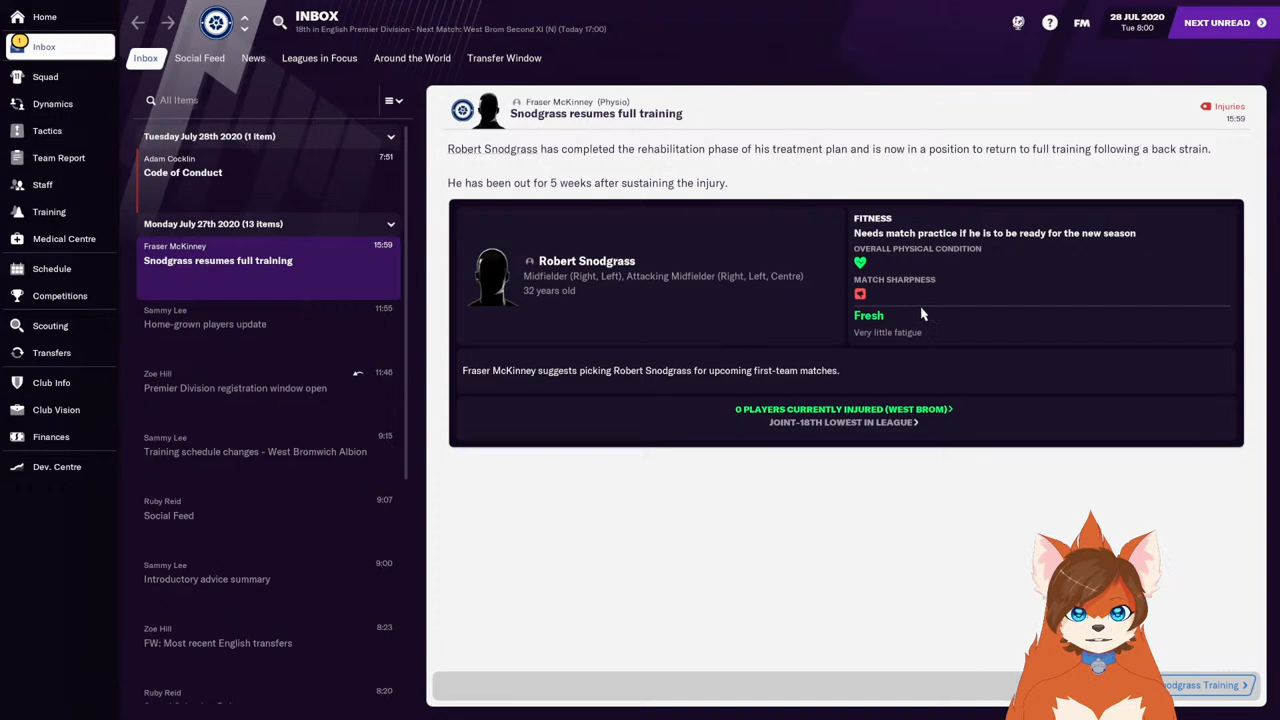 Home
Inbox
1
Squad
Dynamics
Tactics
Team Report
Staff
Training
Medical Centre
Schedule
Competitions
Scouting
Transfers
Club Info
Club Vision
Finances
Dev. Centre
INBOX
18th in English Premier Division - Next Match: West Brom Second XI (N) (Today 17:00)
FM
28 JUL 2020
Tue 8:00
NEXT UNREAD
Inbox
Social Feed
News
Leagues in Focus
Around the World
Transfer Window
All Items
Tuesday July 28th 2020 (1 item)
Adam Cocklin 7:51
Code of Conduct
Monday July 27th 2020 (13 items)
Fraser McKinney 15:59
Snodgrass resumes full training
Sammy Lee 11:55
Home-grown players update
Zoe Hill 11:46
Premier Division registration window open
Sammy Lee 9:15
Training schedule changes - West Bromwich Albion
Ruby Reid 9:07
Social Feed
Sammy Lee 9:00
Introductory advice summary
Zoe Hill 8:23
FW: Most recent English transfers
Ruby Reid 8:20
Fraser McKinney (Physio)
Snodgrass resumes full training
Injuries
15:59
Robert Snodgrass has completed the rehabilitation phase of his treatment plan and is now in a position to return to full training following a back strain.
He has been out for 5 weeks after sustaining the injury.
Robert Snodgrass
Midfielder (Right, Left), Attacking Midfielder (Right, Left, Centre)
32 years old
FITNESS
Needs match practice if he is to be ready for the new season
OVERALL PHYSICAL CONDITION
MATCH SHARPNESS
Fresh
Very little fatigue
Fraser McKinney suggests picking Robert Snodgrass for upcoming first-team matches.
0 PLAYERS CURRENTLY INJURED (WEST BROM)
JOINT-18TH LOWEST IN LEAGUE
Training